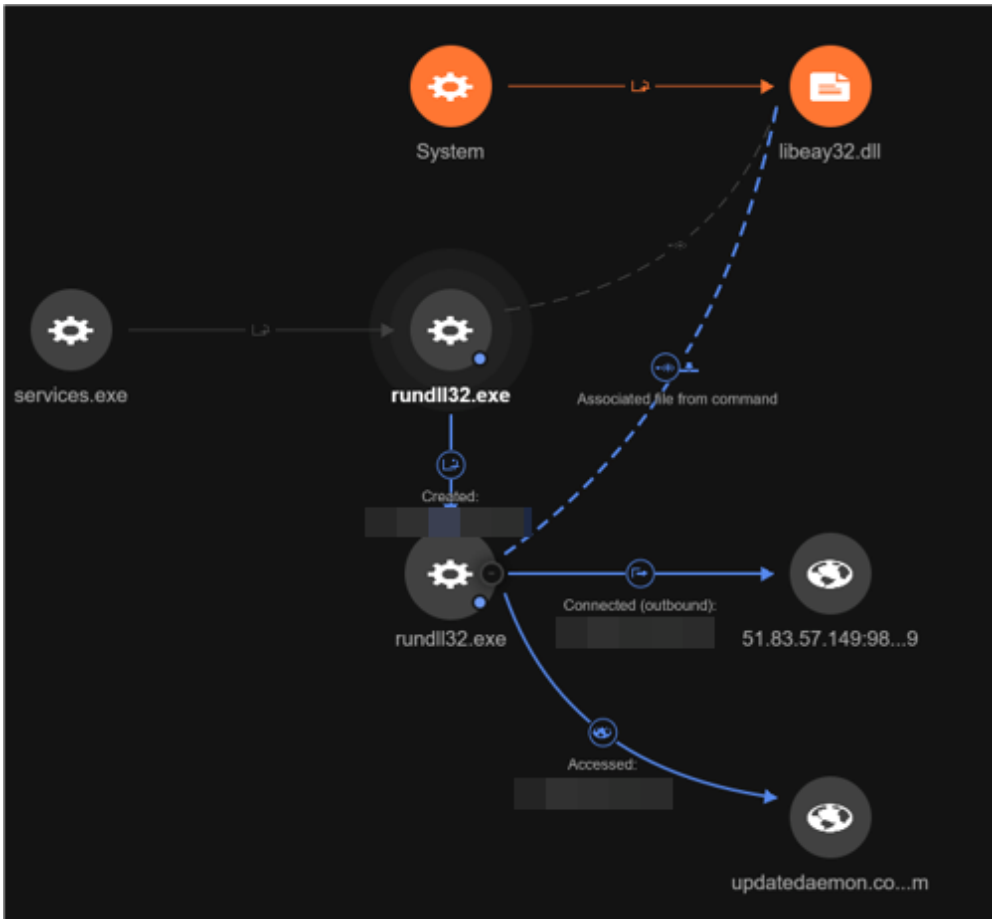 System
libeay32.dll
services.exe
rundll32.exe
Associated file from command
Created:
rundll32.exe
Connected (outbound):
51.83.57.149:98...9
Accessed:
updatedaemon.co...m